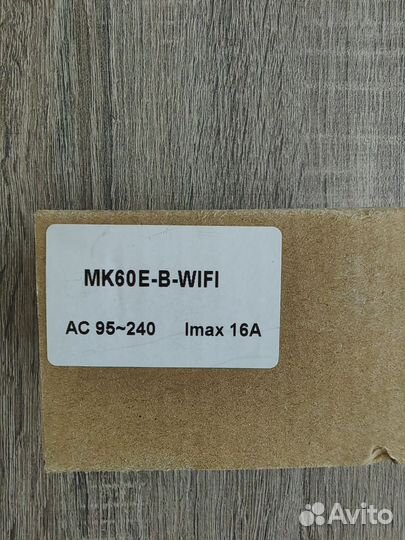 MK60E-B-WIFI
AC 95~240 Imax 16A
Avito